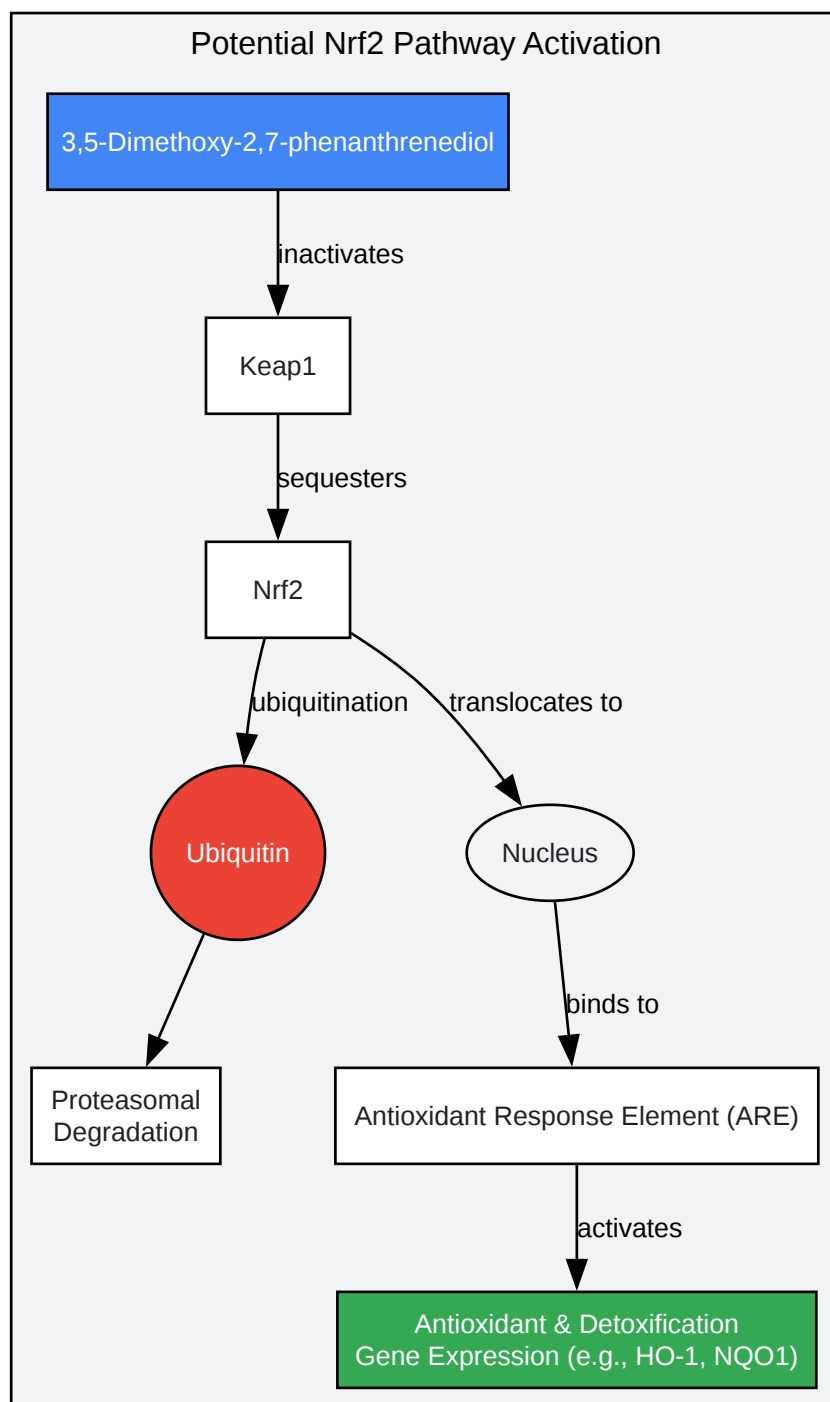 Potential Nrf2 Pathway Activation
3,5-Dimethoxy-2,7-phenanthrenediol
inactivates
Keap1
sequesters
Nrf2
ubiquitination
translocates to
Ubiquitin
Nucleus
binds to
Proteasomal
Degradation
Antioxidant Response Element (ARE)
activates
Antioxidant & Detoxification
Gene Expression (e.g., HO-1, NQO1)